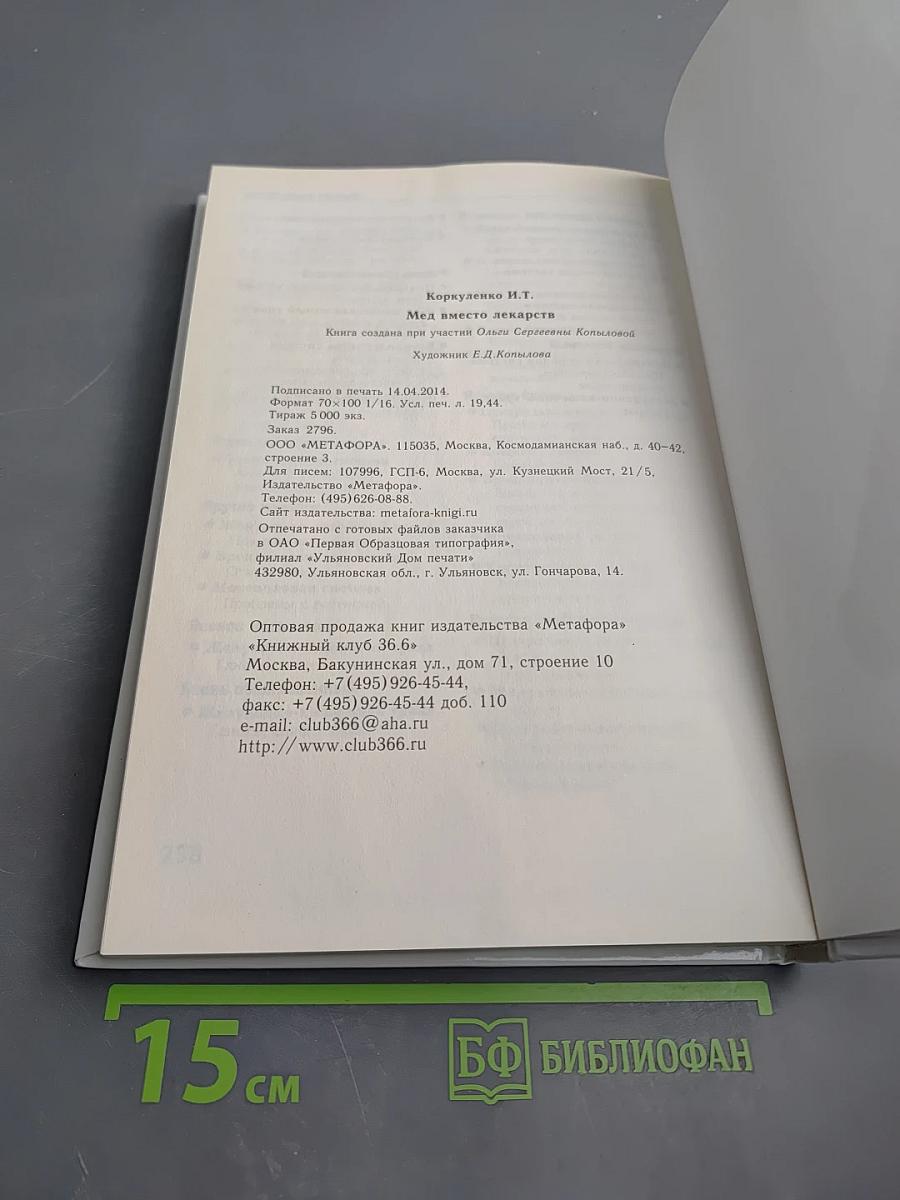 Коркуленко И.Т.
Мед вместо лекарств
Книга создана при участии Ольги Сергеевны Копыловой
Художник Е.Д.Копылова
Подписано в печать 14.04.2014.
Формат 70×100 1/16. Усл. печ. л. 19,44.
Тираж 5 000 экз.
Заказ 2796.
ООО «МЕТАФОРА». 115035, Москва, Космодамианская наб., д. 40–42,
строение 3.
Для писем: 107996, ГСП-6, Москва, ул. Кузнецкий Мост, 21/5,
Издательство «Метафора».
Телефон: (495)626-08-88.
Сайт издательства: metafora-knigi.ru
Отпечатано с готовых файлов заказчика
в ОАО «Первая Образцовая типография»,
филиал «Ульяновский Дом печати»
432980, Ульяновская обл., г. Ульяновск, ул. Гончарова, 14.
Оптовая продажа книг издательства «Метафора»
«Книжный клуб 36.6»
Москва, Бакунинская ул., дом 71, строение 10
Телефон: +7(495)926-45-44,
факс: +7(495)926-45-44 доб. 110
e-mail: club366@aha.ru
http://www.club366.ru
15 см
БФ БИБЛИОФАН